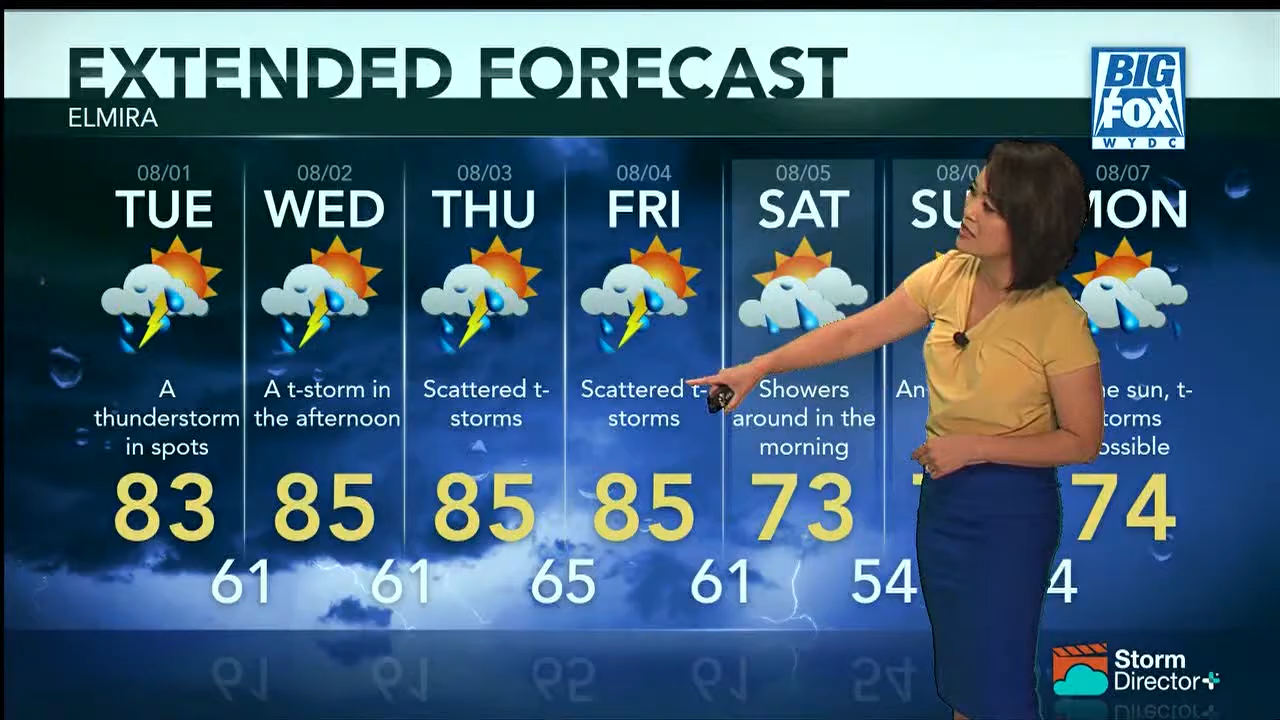 EXTENDED FORECAST
ELMIRA
BIG
FOX
WYDC
08/01 08/02 08/03 08/04 08/05 08/07
TUE WED THU FRI SAT MON
A A t-storm in Scattered t- Scattered t- Showers sun, t-
thunderstorm the afternoon storms storms around in the
in spots morning
83 85 85 85 73 74
61 61 65 61 54
Storm
Director+